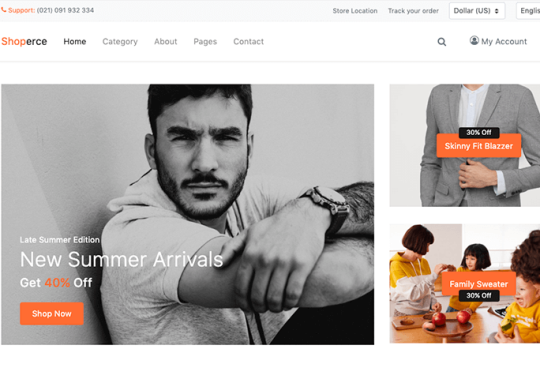 Support: (021) 091 932 334
Store Location
Track your order
Dollar (US)
Shoperce
Home
Category
About
Pages
Contact
My Account
Late Summer Edition
New Summer Arrivals
Get 40% Off
Shop Now
30% Off
Skinny Fit Blazzer
Family Sweater
30% Off